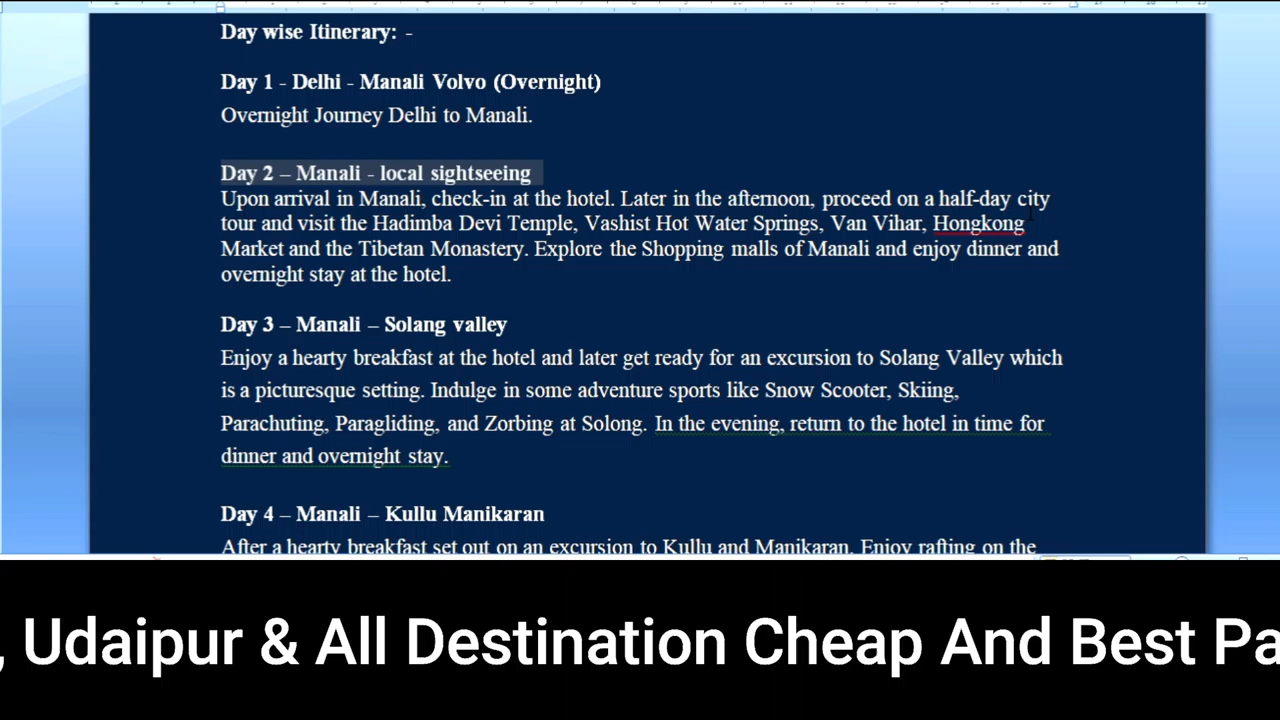 Day wise Itinerary: -
Day 1 - Delhi - Manali Volvo (Overnight)
Overnight Journey Delhi to Manali.
Day 2 – Manali - local sightseeing
Upon arrival in Manali, check-in at the hotel. Later in the afternoon, proceed on a half-day city
tour and visit the Hadimba Devi Temple, Vashist Hot Water Springs, Van Vihar, Hongkong
Market and the Tibetan Monastery. Explore the Shopping malls of Manali and enjoy dinner and
overnight stay at the hotel.
Day 3 – Manali – Solang valley
Enjoy a hearty breakfast at the hotel and later get ready for an excursion to Solang Valley which
is a picturesque setting. Indulge in some adventure sports like Snow Scooter, Skiing,
Parachuting, Paragliding, and Zorbing at Solong. In the evening, return to the hotel in time for
dinner and overnight stay.
Day 4 – Manali – Kullu Manikaran
After a hearty breakfast set out on an excursion to Kullu and Manikaran. Enjoy rafting on the
, Udaipur & All Destination Cheap And Best Pa